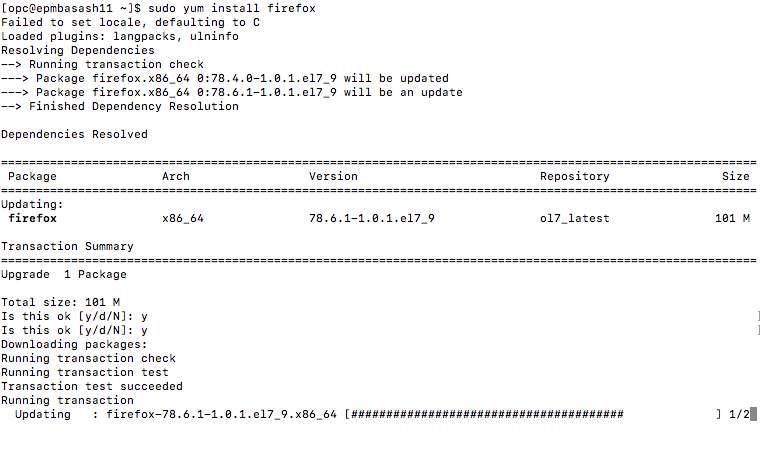 [opc@epmbasash11 ~]$ sudo yum install firefox
Failed to set locale, defaulting to C
Loaded plugins: langpacks, ulninfo
Resolving Dependencies
--> Running transaction check
---> Package firefox.x86_64 0:78.4.0-1.0.1.el7_9 will be updated
---> Package firefox.x86_64 0:78.6.1-1.0.1.el7_9 will be an update
--> Finished Dependency Resolution

Dependencies Resolved

============================================================================================================
 Package               Arch                 Version                          Repository                Size
============================================================================================================
Updating:
 firefox               x86_64               78.6.1-1.0.1.el7_9               ol7_latest               101 M

Transaction Summary
============================================================================================================
Upgrade  1 Package

Total size: 101 M
Is this ok [y/d/N]: y ]
Is this ok [y/d/N]: y ]
Downloading packages:
Running transaction check
Running transaction test
Transaction test succeeded
Running transaction
  Updating   : firefox-78.6.1-1.0.1.el7_9.x86_64 [#######################################             ] 1/2